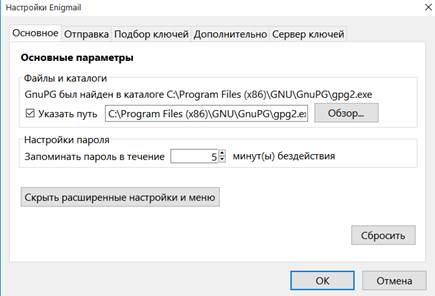 Настройки Enigmail
Основное Отправка Подбор ключей Дополнительно Сервер ключей
Основные параметры
Файлы и каталоги
GnuPG был найден в каталоге C:\Program Files (x86)\GNU\GnuPG\gpg2.exe
Указать путь C:\Program Files (x86)\GNU\GnuPG\gpg2.e Обзор...
Настройки пароля
Запоминать пароль в течение 5 минут(ы) бездействия
Скрыть расширенные настройки и меню
Сбросить
OK Отмена